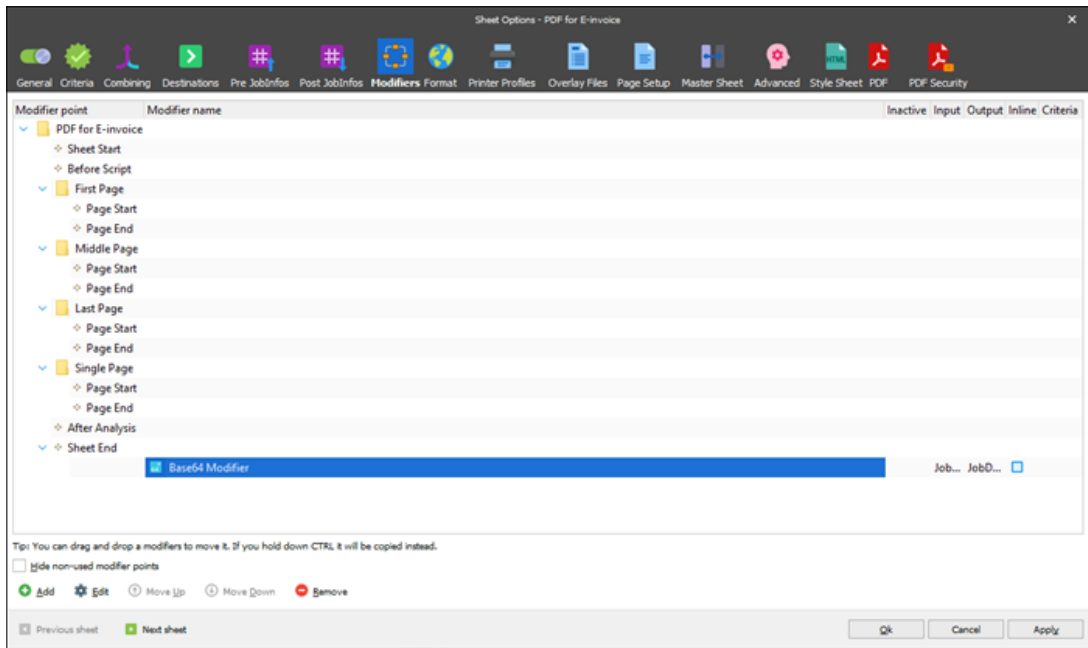 Sheet Options - PDF for E-invoice
General Criteria Combining Destinations Pre JobInfos Post JobInfos Modifiers Format Printer Profiles Overlay Files Page Setup Master Sheet Advanced Style Sheet PDF PDF Security
Modifier point Modifier name Inactive Input Output Inline Criteria
PDF for E-invoice
Sheet Start
Before Script
First Page
Page Start
Page End
Middle Page
Page Start
Page End
Last Page
Page Start
Page End
Single Page
Page Start
Page End
After Analysis
Sheet End
Base64 Modifier Job... JobD...
Tip: You can drag and drop a modifiers to move it. If you hold down CTRL it will be copied instead.
Hide non-used modifier points
Add Edit Move Up Move Down Remove
Previous sheet Next sheet Ok Cancel Apply